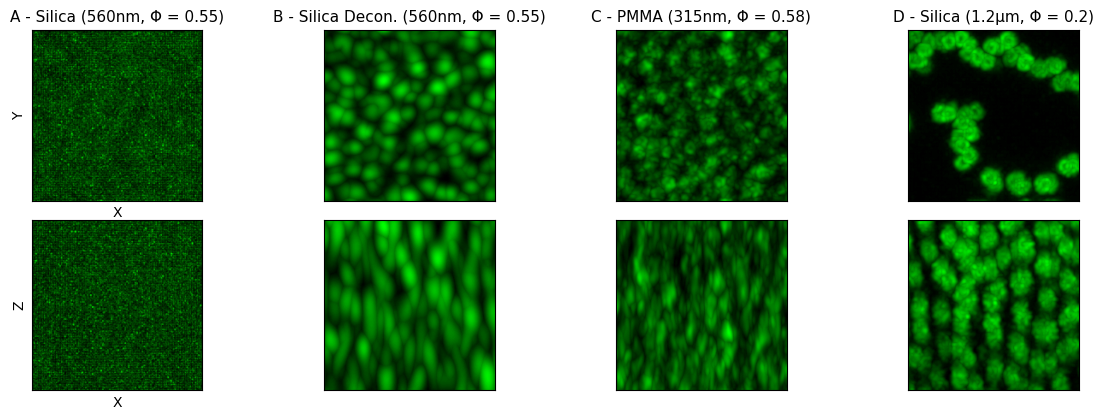 A - Silica (560nm, Φ = 0.55)
B - Silica Decon. (560nm, Φ = 0.55)
C - PMMA (315nm, Φ = 0.58)
D - Silica (1.2μm, Φ = 0.2)
Y
X
Z
X